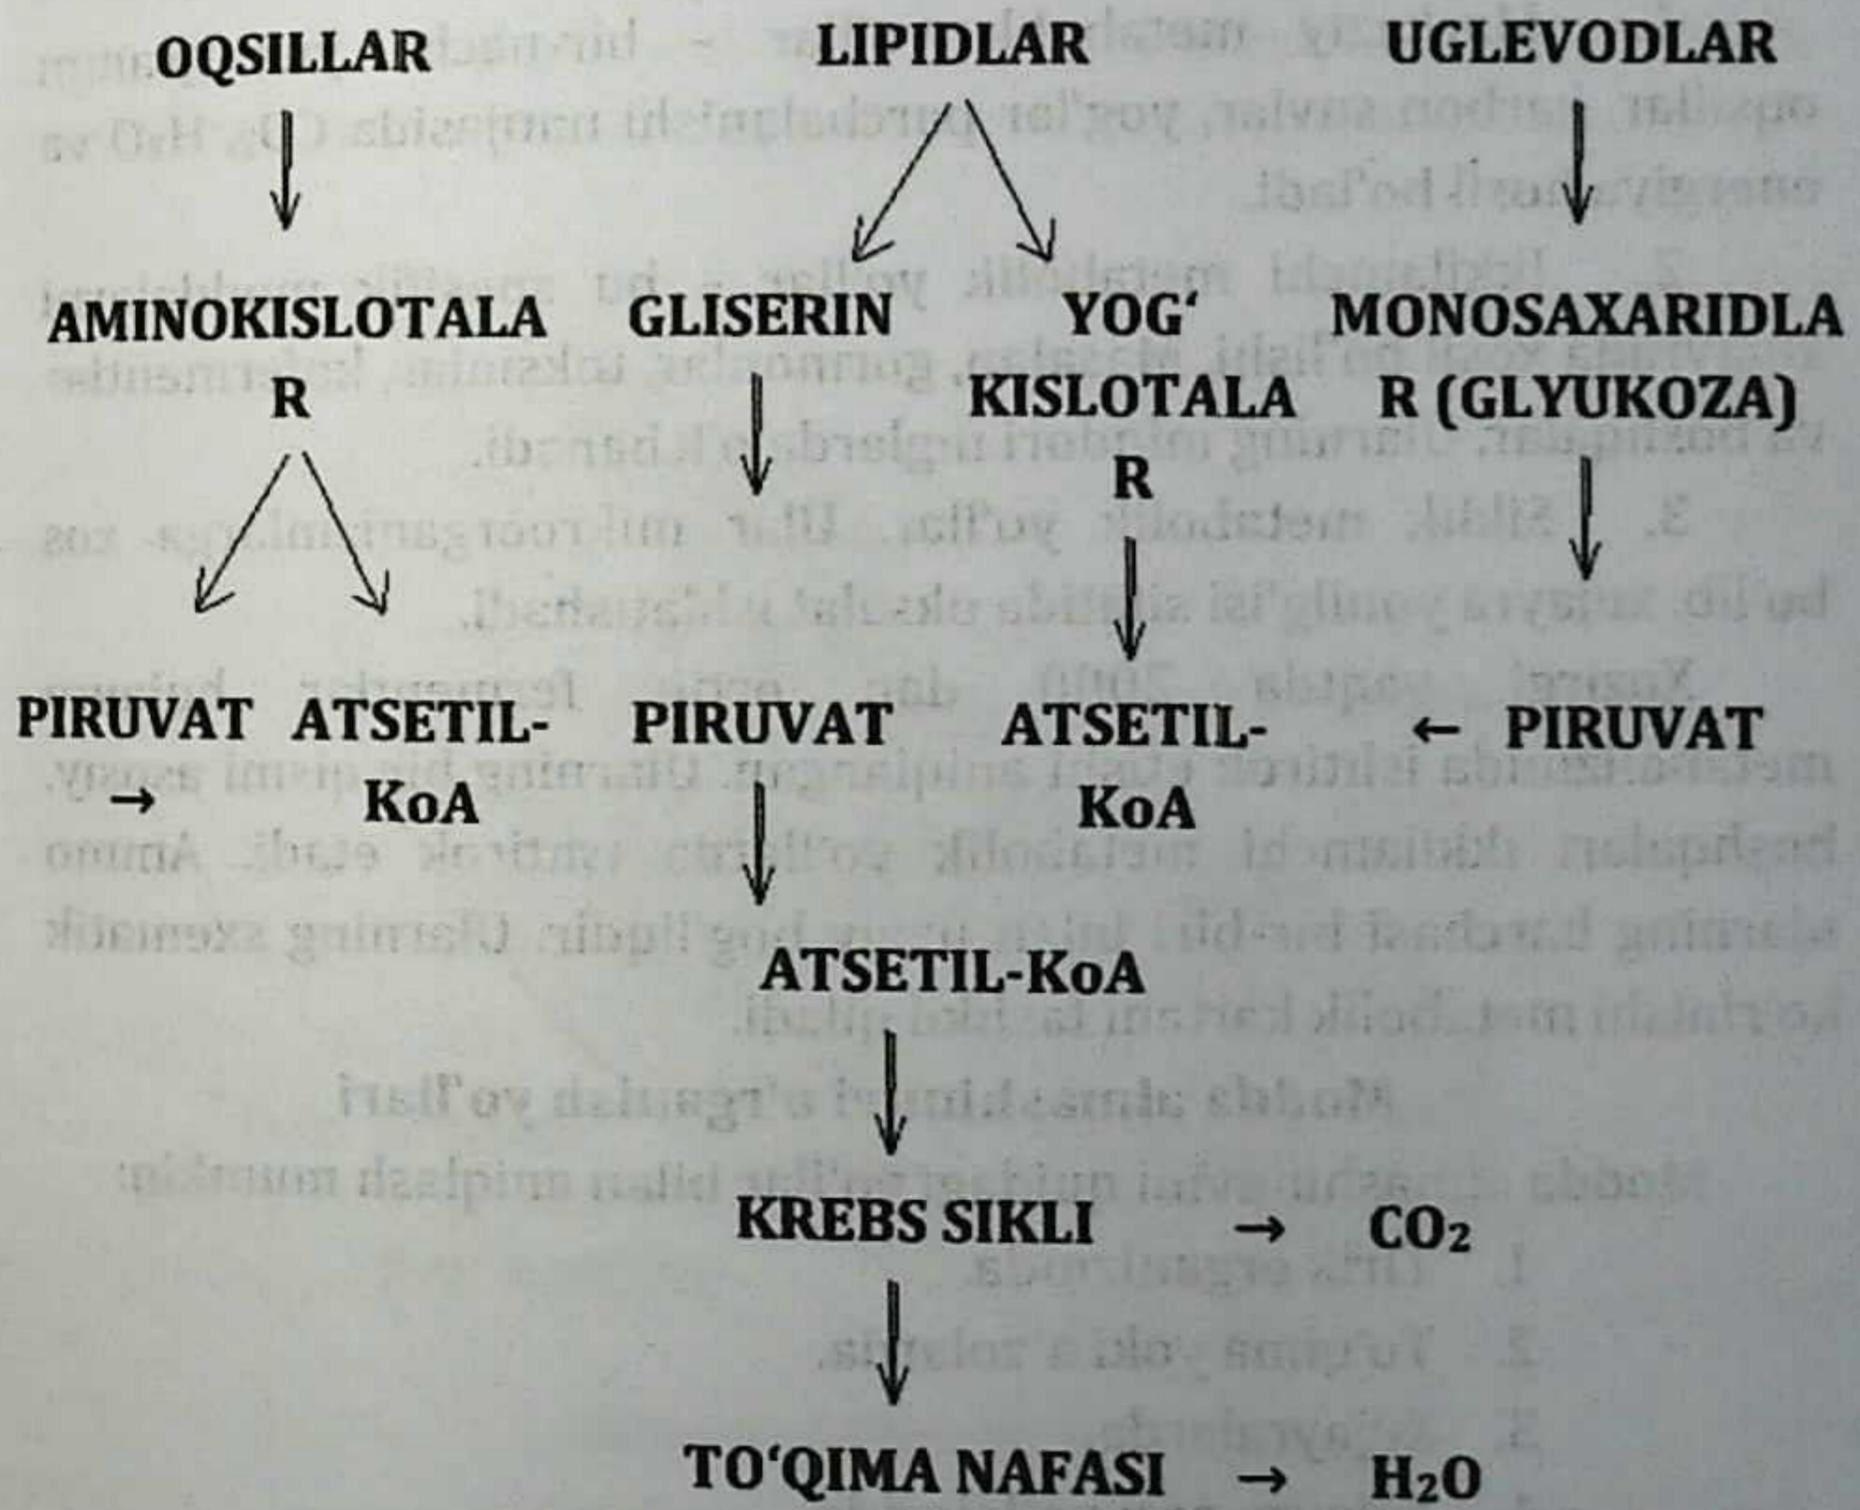 OQSILLAR LIPIDLAR UGLEVODLAR
AMINOKISLOTALA GLISERIN YOG‘ MONOSAXARIDLA
R KISLOTALA R (GLYUKOZA)
R
PIRUVAT ATSETIL- PIRUVAT ATSETIL- ← PIRUVAT
→ KoA KoA
ATSETIL-KoA
KREBS SIKLI → CO₂
TO‘QIMA NAFASI → H₂O